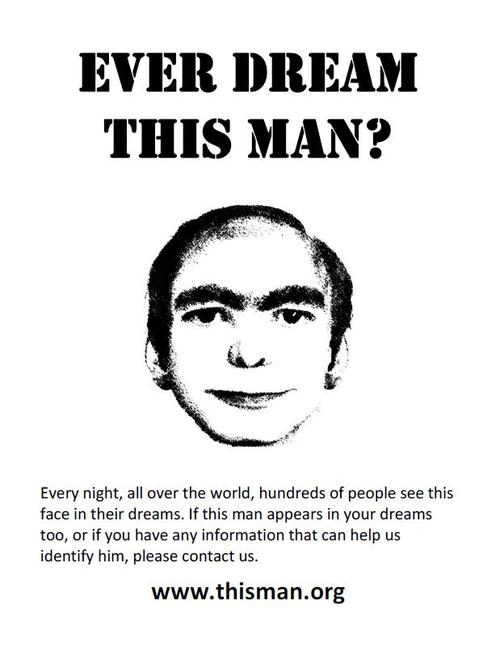 EVER DREAM
THIS MAN?
Every night, all over the world, hundreds of people see this
face in their dreams. If this man appears in your dreams
too, or if you have any information that can help us
identify him, please contact us.
www.thisman.org